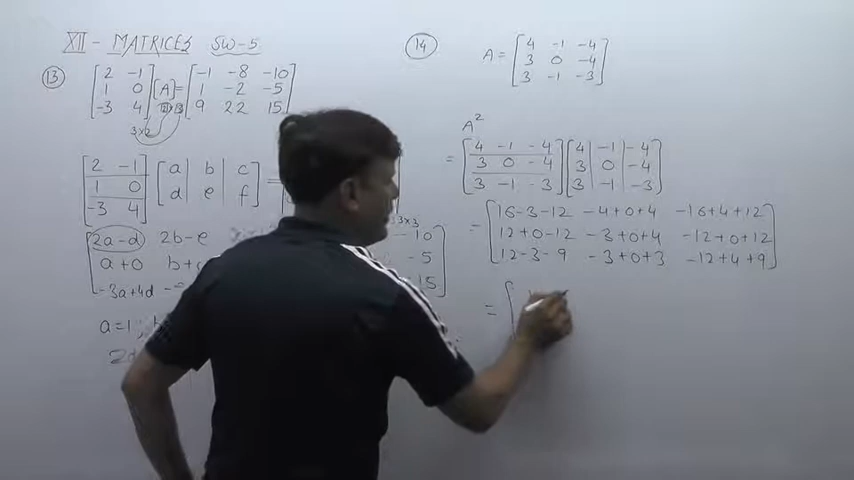 XII - MATRICES SW-5
13
2 -1 [A] = -1 -8 -10
1 0 1 -2 -5
-3 4 9 22 15
3×2
2 -1 a b c =
1 0 d e f
-3 4
2a-d 2b-e -10
a+0 -5
-3a+4d 15
3×3
a=1
14
A = 4 -1 -4
3 0 -4
3 -1 -3
A²
= 4 -1 -4 4 -1 -4
3 0 -4 3 0 -4
3 -1 -3 3 -1 -3
= 16-3-12 -4+0+4 -16+4+12
12+0-12 -3+0+4 -12+0+12
12-3-9 -3+0+3 -12+4+9
=